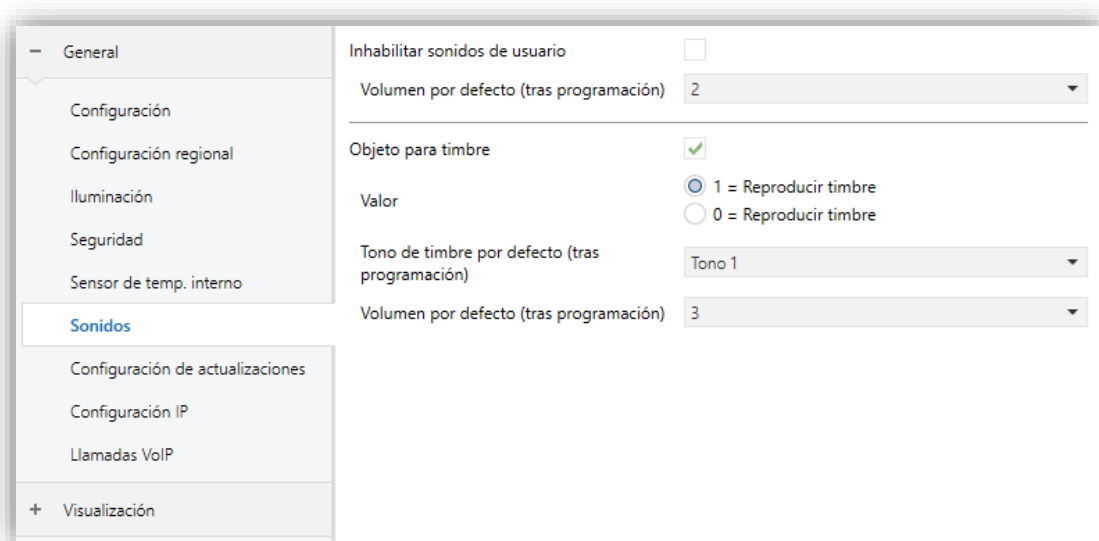 − General
Configuración
Configuración regional
Iluminación
Seguridad
Sensor de temp. interno
Sonidos
Configuración de actualizaciones
Configuración IP
Llamadas VoIP
+ Visualización
Inhabilitar sonidos de usuario
Volumen por defecto (tras programación) 2
Objeto para timbre
Valor
1 = Reproducir timbre
0 = Reproducir timbre
Tono de timbre por defecto (tras
programación)
Tono 1
Volumen por defecto (tras programación) 3